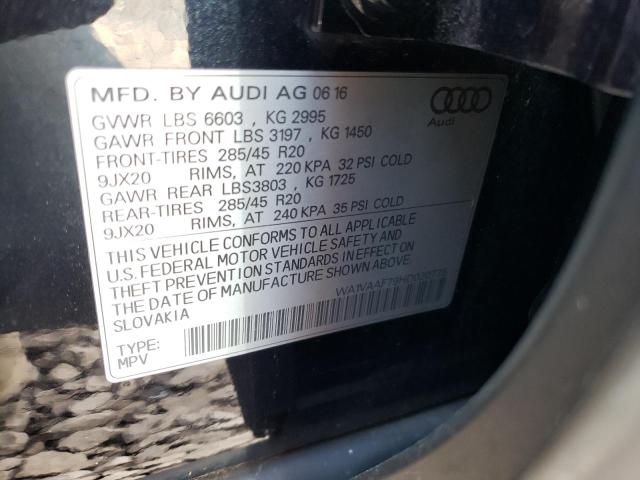 MFD. BY AUDI AG 06 16
GVWR LBS 6603 , KG 2995
GAWR FRONT LBS 3197 , KG 1450
FRONT-TIRES 285/45 R20
9JX20 RIMS, AT 220 KPA 32 PSI COLD
GAWR REAR LBS3803 , KG 1725
REAR-TIRES 285/45 R20
9JX20 RIMS, AT 240 KPA 35 PSI COLD
THIS VEHICLE CONFORMS TO ALL APPLICABLE
U.S. FEDERAL MOTOR VEHICLE SAFETY AND
THEFT PREVENTION STANDARDS IN EFFECT ON
THE DATE OF MANUFACTURE SHOWN ABOVE.
SLOVAKIA
TYPE:
MPV
Audi